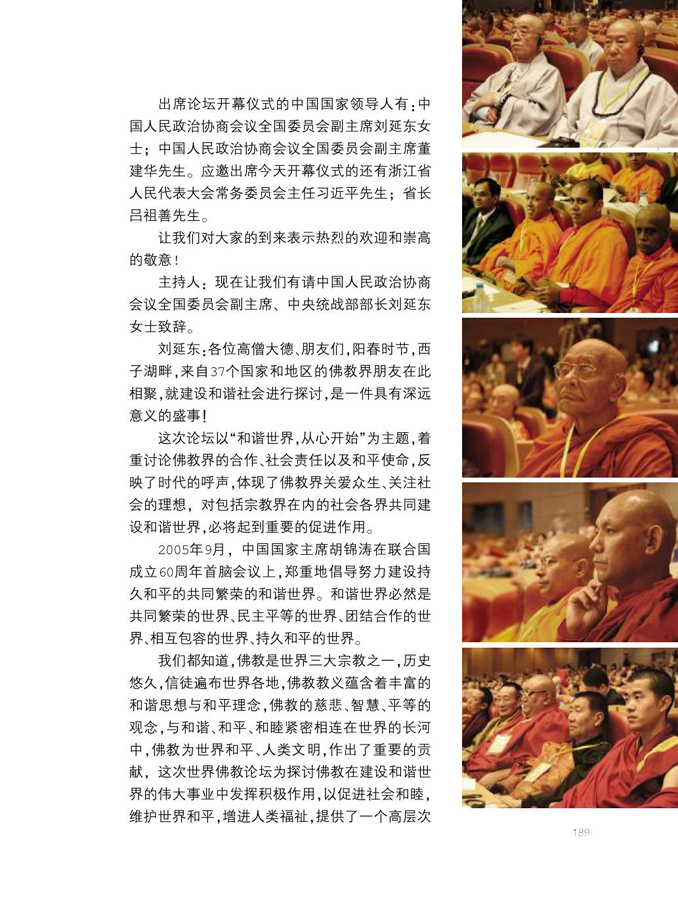 出席论坛开幕仪式的中国国家领导人有:中
国人民政治协商会议全国委员会副主席刘延东女
士；中国人民政治协商会议全国委员会副主席董
建华先生。应邀出席今天开幕仪式的还有浙江省
人民代表大会常务委员会主任习近平先生；省长
吕祖善先生。
让我们对大家的到来表示热烈的欢迎和崇高
的敬意!
主持人：现在让我们有请中国人民政治协商
会议全国委员会副主席、中央统战部部长刘延东
女士致辞。
刘延东:各位高僧大德、朋友们,阳春时节,西
子湖畔,来自37个国家和地区的佛教界朋友在此
相聚,就建设和谐社会进行探讨,是一件具有深远
意义的盛事!
这次论坛以“和谐世界,从心开始”为主题,着
重讨论佛教界的合作、社会责任以及和平使命,反
映了时代的呼声,体现了佛教界关爱众生、关注社
会的理想，对包括宗教界在内的社会各界共同建
设和谐世界,必将起到重要的促进作用。
2005年9月，中国国家主席胡锦涛在联合国
成立60周年首脑会议上,郑重地倡导努力建设持
久和平的共同繁荣的和谐世界。和谐世界必然是
共同繁荣的世界、民主平等的世界、团结合作的世
界、相互包容的世界、持久和平的世界。
我们都知道,佛教是世界三大宗教之一,历史
悠久,信徒遍布世界各地,佛教教义蕴含着丰富的
和谐思想与和平理念,佛教的慈悲、智慧、平等的
观念,与和谐、和平、和睦紧密相连在世界的长河
中,佛教为世界和平、人类文明,作出了重要的贡
献，这次世界佛教论坛为探讨佛教在建设和谐世
界的伟大事业中发挥积极作用,以促进社会和睦,
维护世界和平,增进人类福祉,提供了一个高层次
189